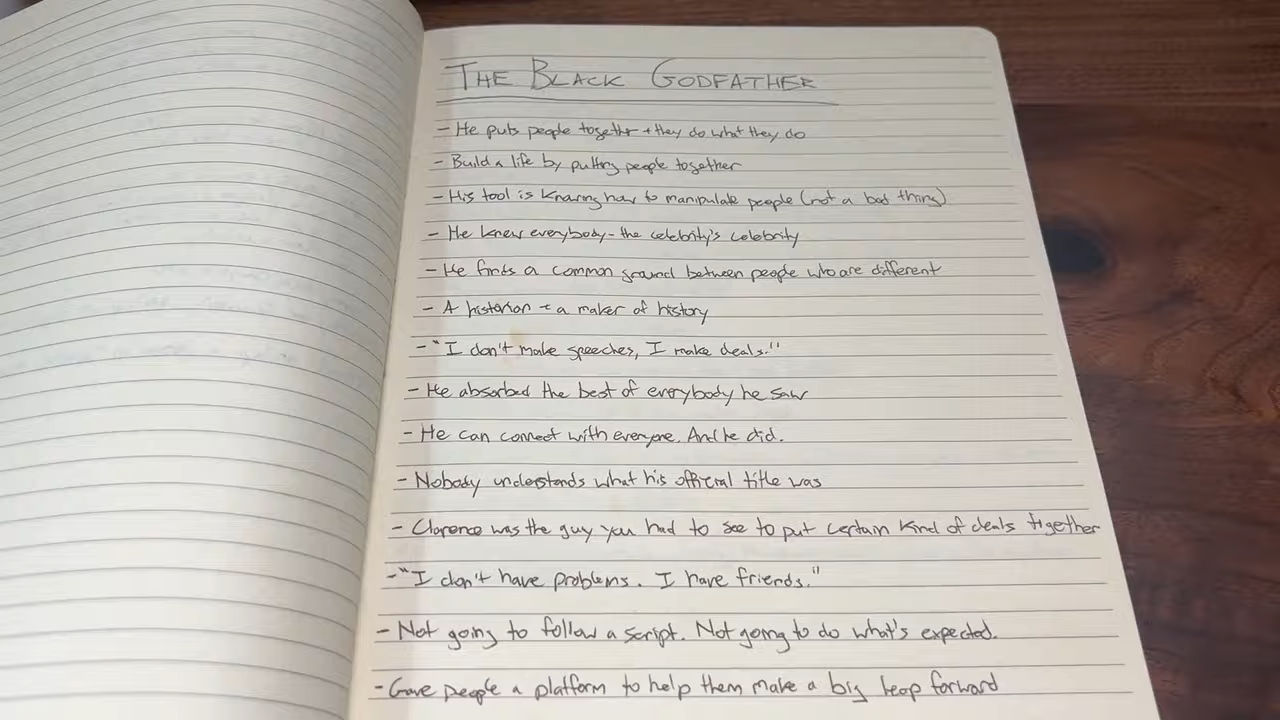 THE BLACK GODFATHER
- He puts people together + they do what they do
- Build a life by putting people together
- His tool is knowing how to manipulate people (not a bad thing)
- He knew everybody - the celebrity's celebrity
- He finds a common ground between people who are different
- A historian + a maker of history
- "I don't make speeches, I make deals."
- He absorbed the best of everybody he saw
- He can connect with everyone. And he did.
- Nobody understands what his official title was
- Clarence was the guy you had to see to put certain kind of deals together
- "I don't have problems. I have friends."
- Not going to follow a script. Not going to do what's expected.
- Gave people a platform to help them make a big leap forward